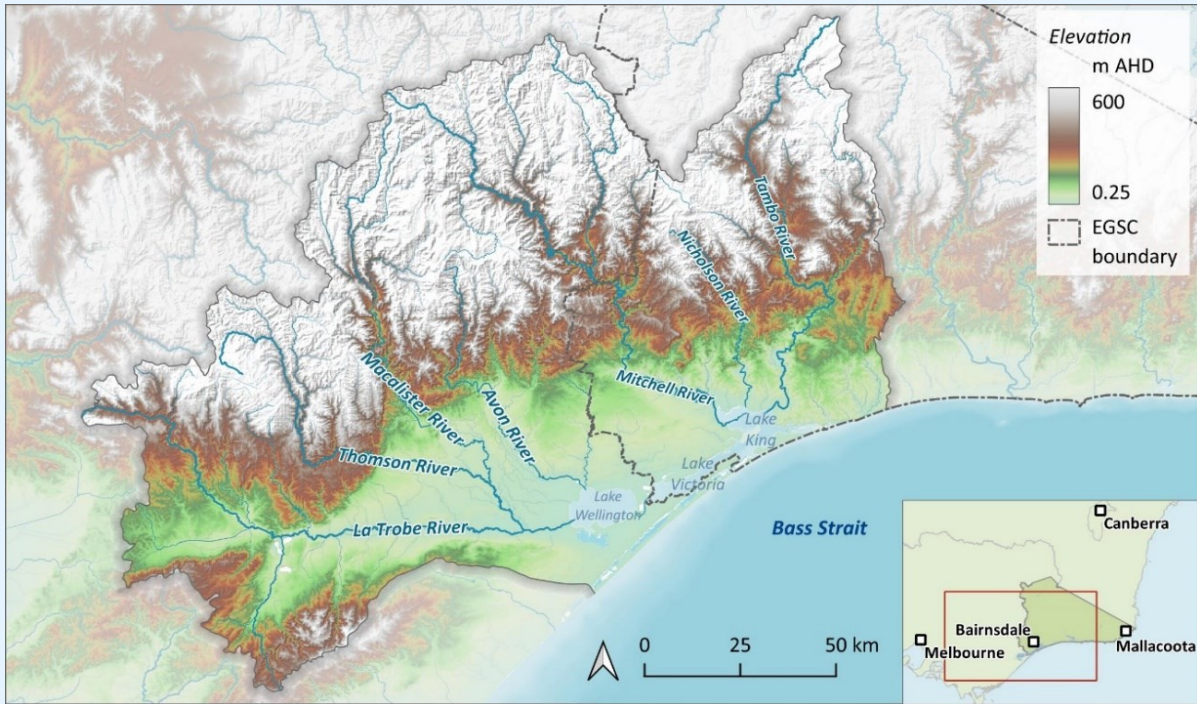 Elevation
m AHD
600
0.25
EGSC
boundary
Tambo River
Nicholson River
Mitchell River
Macalister River
Avon River
Thomson River
La Trobe River
Lake
King
Lake
Victoria
Lake
Wellington
Bass Strait
0 25 50 km
Canberra
Bairnsdale
Melbourne
Mallacoota